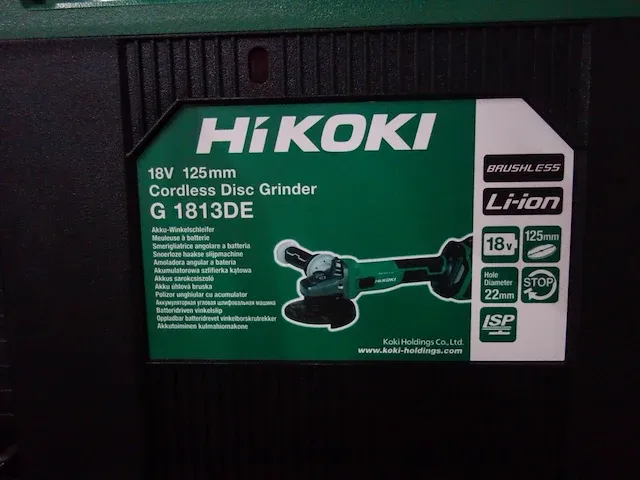 HiKOKI
18V 125mm
Cordless Disc Grinder
G 1813DE
Akku-Winkelschleifer
Meuleuse à batterie
Smerigliatrice angolare a batteria
Snoerloze haakse slijpmachine
Amoladora angular a batería
Akumulatorowa szlifierka kątowa
Akkus sarokcsiszoló
Aku úhlová bruska
Polizor unghiular cu acumulator
Аккумуляторная угловая шлифовальная машина
Batteridriven vinkelslip
Oppladbar batteridrevet vinkelborskrutrekker
Akkutoiminen kulmahiomakone
HiKOKI
Koki Holdings Co., Ltd.
www.koki-holdings.com
BRUSHLESS
Li-ion
18V
125mm
Hole
Diameter
22mm
STOP
ISP